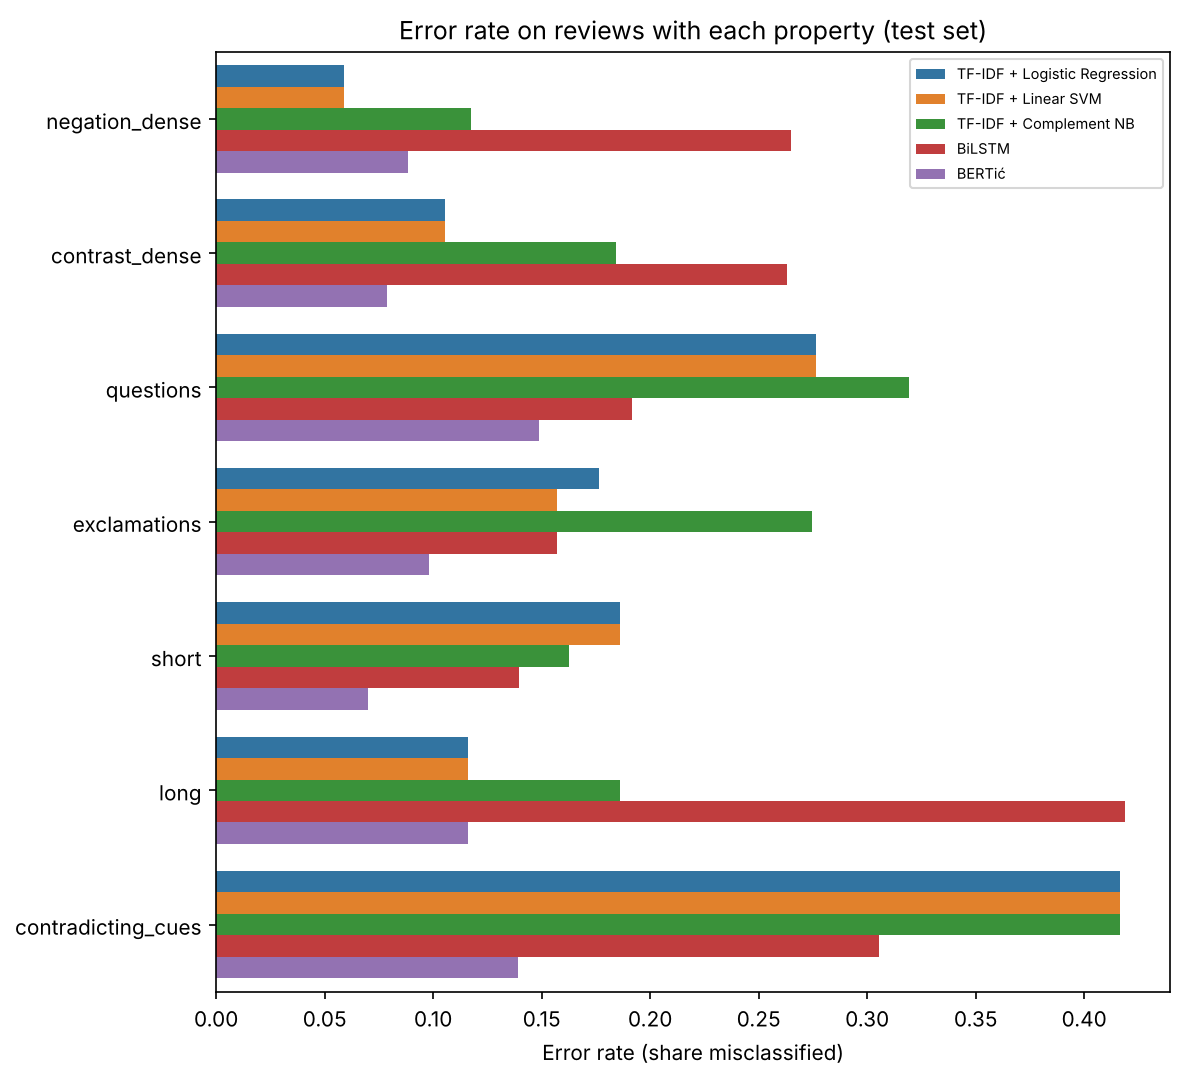 Error rate on reviews with each property (test set)
TF-IDF + Logistic Regression
TF-IDF + Linear SVM
TF-IDF + Complement NB
BiLSTM
BERTić
negation_dense
contrast_dense
questions
exclamations
short
long
contradicting_cues
0.00 0.05 0.10 0.15 0.20 0.25 0.30 0.35 0.40
Error rate (share misclassified)